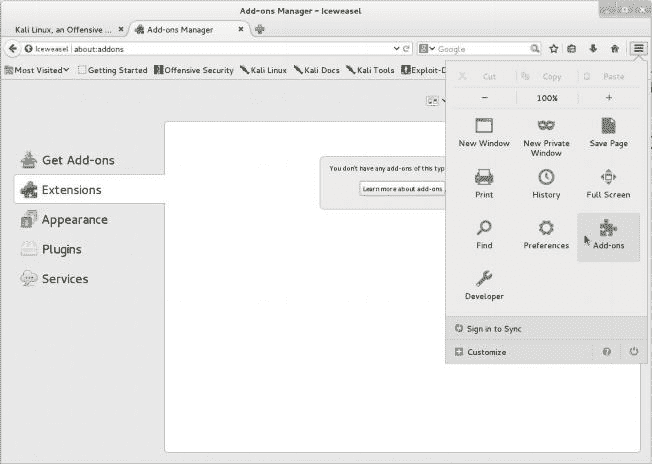 Add-ons Manager - Iceweasel
Kali Linux, an Offensive ... × Add-ons Manager ×
Iceweasel about:addons Google
Most Visited Getting Started Offensive Security Kali Linux Kali Docs Kali Tools Exploit-D
Cut Copy Paste
− 100% +
New Window New Private Window Save Page
Print History Full Screen
Find Preferences Add-ons
Developer
Sign in to Sync
Customize
Get Add-ons
Extensions
Appearance
Plugins
Services
You don't have any add-ons of this typ
Learn more about add-ons